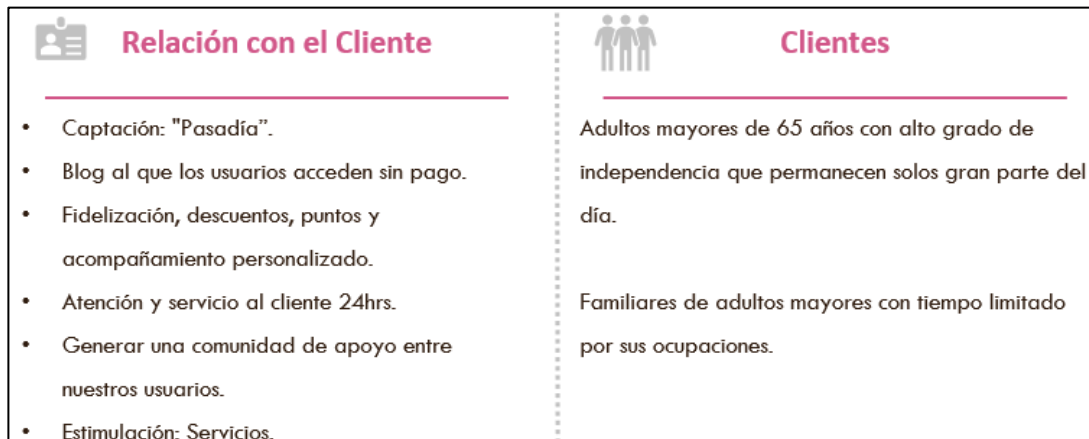 Relación con el Cliente
• Captación: "Pasadía”.
• Blog al que los usuarios acceden sin pago.
• Fidelización, descuentos, puntos y
acompañamiento personalizado.
• Atención y servicio al cliente 24hrs.
• Generar una comunidad de apoyo entre
nuestros usuarios.
• Estimulación: Servicios.
Clientes
Adultos mayores de 65 años con alto grado de
independencia que permanecen solos gran parte del
día.
Familiares de adultos mayores con tiempo limitado
por sus ocupaciones.